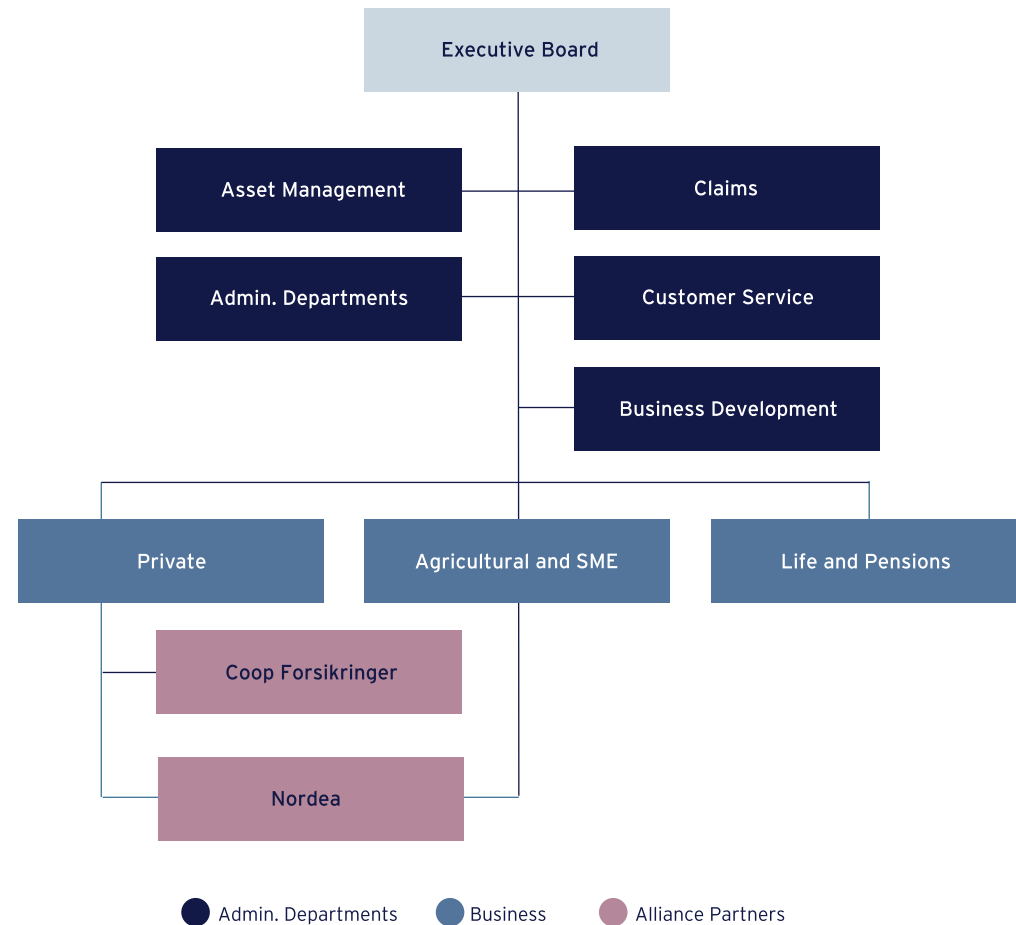 Executive Board
Asset Management
Claims
Admin. Departments
Customer Service
Business Development
Private
Agricultural and SME
Life and Pensions
Coop Forsikringer
Nordea
Admin. Departments
Business
Alliance Partners